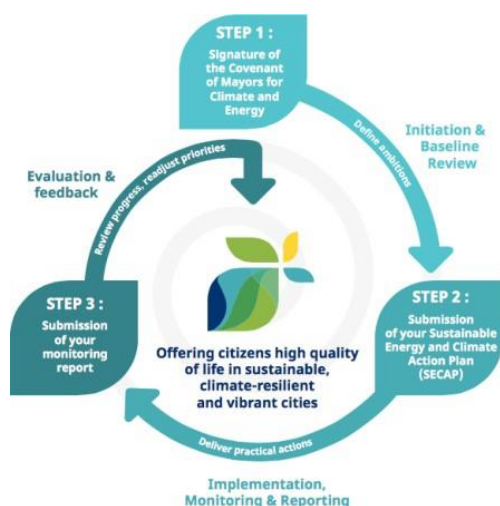 STEP 1 :
Signature of
the Covenant
of Mayors for
Climate and
Energy
Define ambitions
Initiation &
Baseline
Review
STEP 2 :
Submission
of your Sustainable
Energy and Climate
Action Plan
(SECAP)
Deliver practical actions
Implementation,
Monitoring & Reporting
STEP 3 :
Submission
of your
monitoring
report
Review progress, readjust priorities
Evaluation &
feedback
Offering citizens high quality
of life in sustainable,
climate-resilient
and vibrant cities